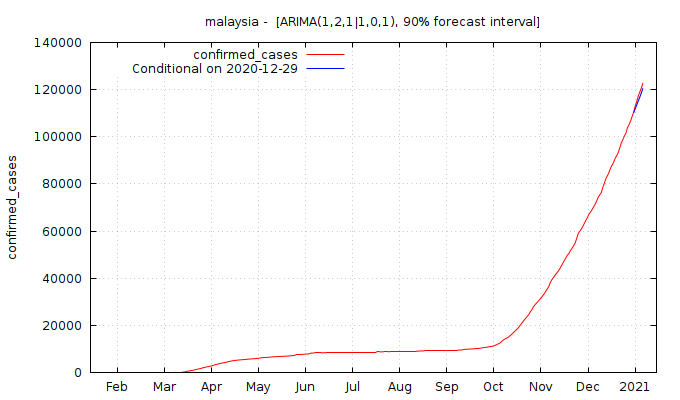 malaysia -  [ARIMA(1,2,1|1,0,1), 90% forecast interval]
140000
120000
100000
80000
60000
40000
20000
0
confirmed_cases
confirmed_cases
Conditional on 2020-12-29
Feb Mar Apr May Jun Jul Aug Sep Oct Nov Dec 2021